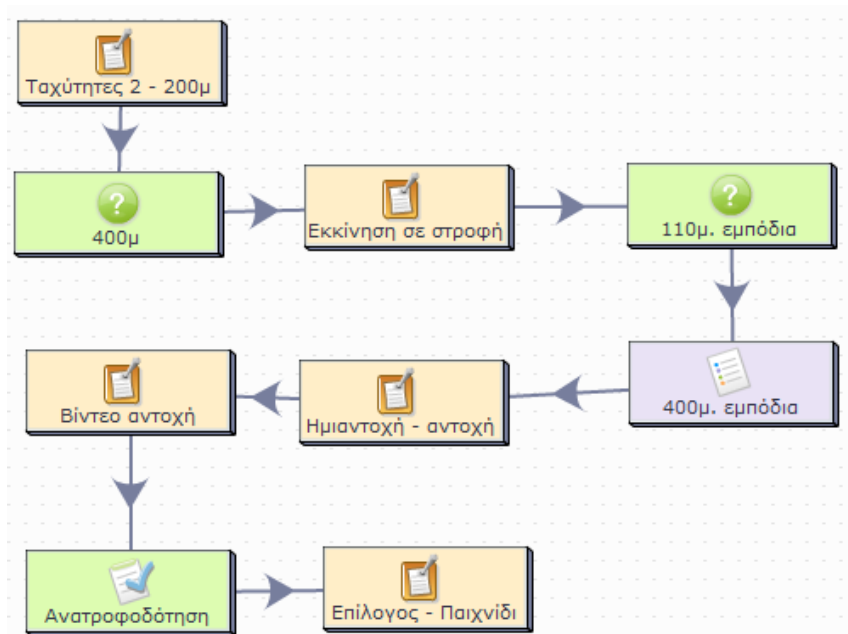 Ταχύτητες 2 - 200μ
400μ
Εκκίνηση σε στροφή
110μ. εμπόδια
400μ. εμπόδια
Ημιαντοχή - αντοχή
Βίντεο αντοχή
Ανατροφοδότηση
Επίλογος - Παιχνίδι